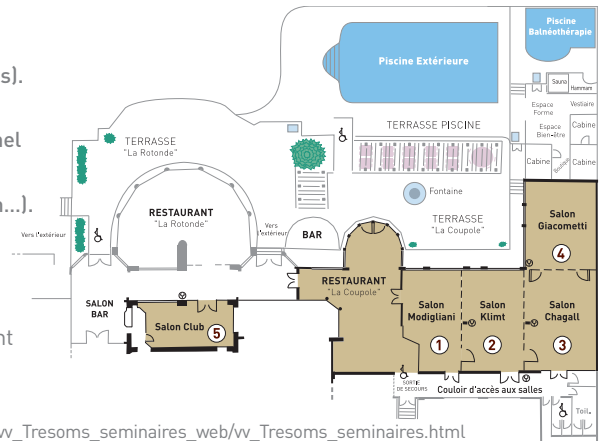 s).
nel
n...).
nt
Piscine
Balnéothérapie
Piscine Extérieure
Sauna
Hammam
Espace
Forme
Vestiaire
Espace
Bien-être
Cabine
Cabine
Cabine
Boutique
Cabine
TERRASSE PISCINE
TERRASSE
"La Rotonde"
Fontaine
TERRASSE
"La Coupole"
Salon
Giacometti
4
RESTAURANT
"La Rotonde"
Vers l'extérieur
Vers
l'extérieur
BAR
RESTAURANT
"La Coupole"
SALON
BAR
Salon Club
5
Salon
Modigliani
1
Salon
Klimt
2
Salon
Chagall
3
SORTIE
DE SECOURS
Couloir d'accès aux salles
Toil.
vv_Tresoms_seminaires_web/vv_Tresoms_seminaires.html